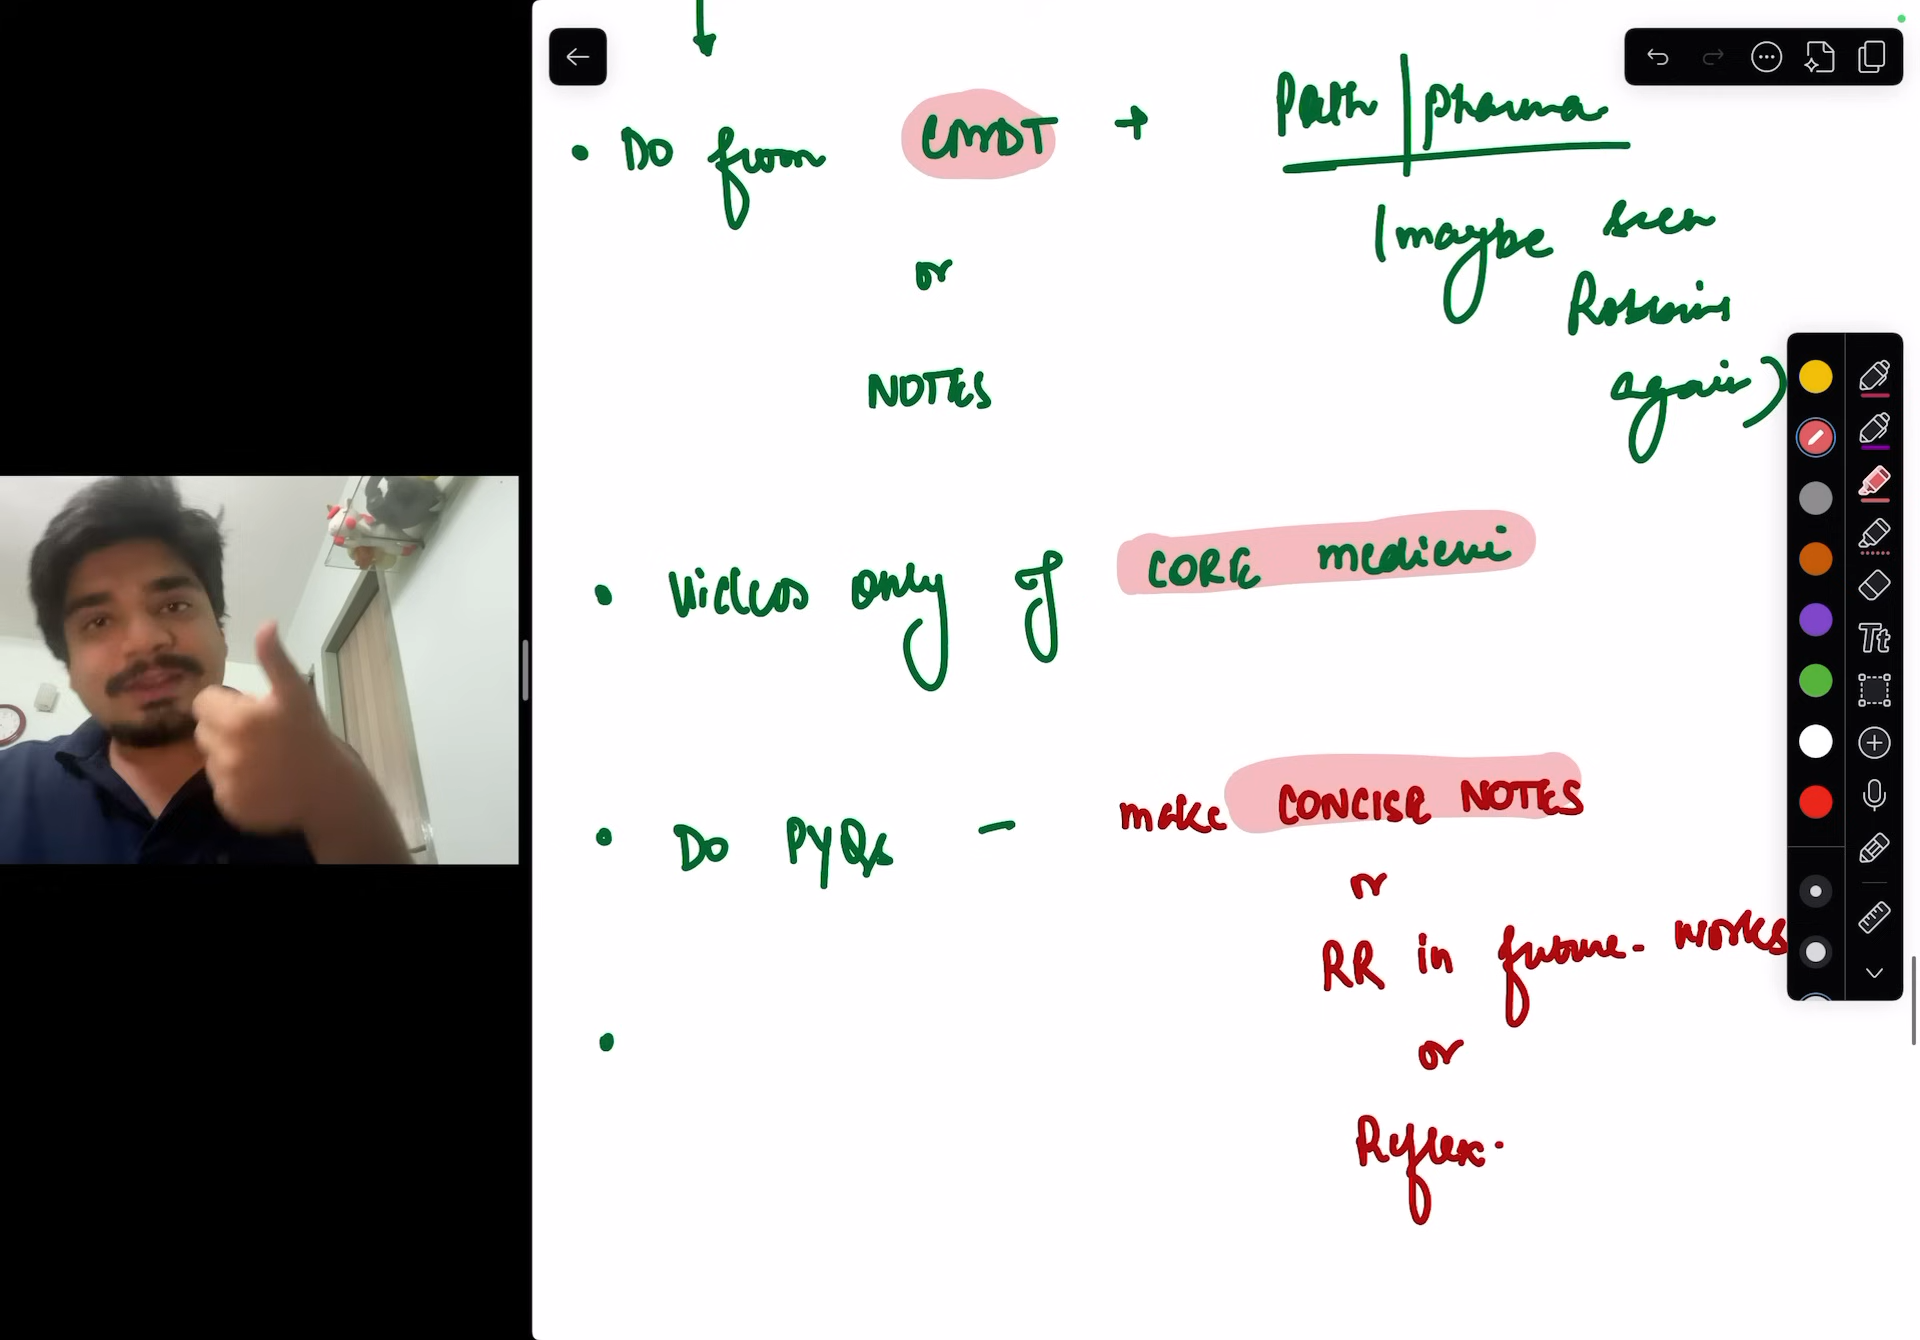 • DO from CMDT + Path | pharma
(maybe seen
or
Robbins
NOTES
again)
• Videos only of CORE medicine
• Do PYQs - make CONCISE NOTES
or
RR in future. works
or
Reflex.
Tt